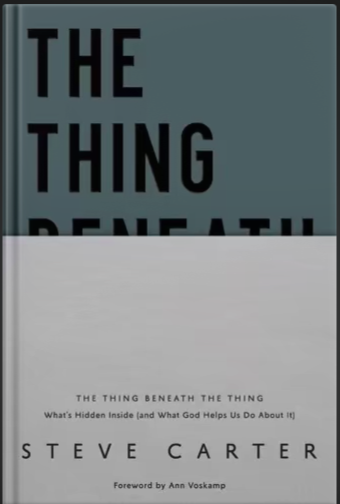 THE
THING
BENEATH
THE THING BENEATH THE THING
What's Hidden Inside (and What God Helps Us Do About It)
STEVE CARTER
Foreword by Ann Voskamp